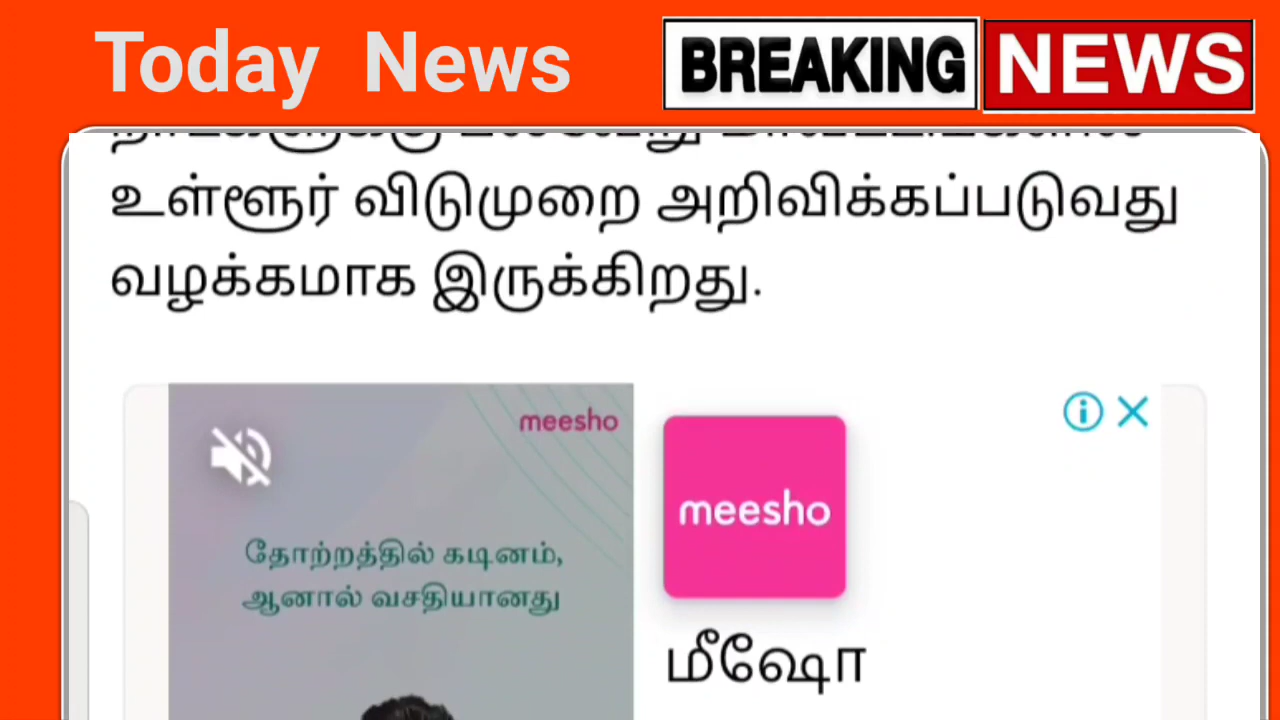 Today News
BREAKING NEWS
உள்ளூர் விடுமுறை அறிவிக்கப்படுவது
வழக்கமாக இருக்கிறது.
meesho
தோற்றத்தில் கடினம்,
ஆனால் வசதியானது
meesho
மீஷோ